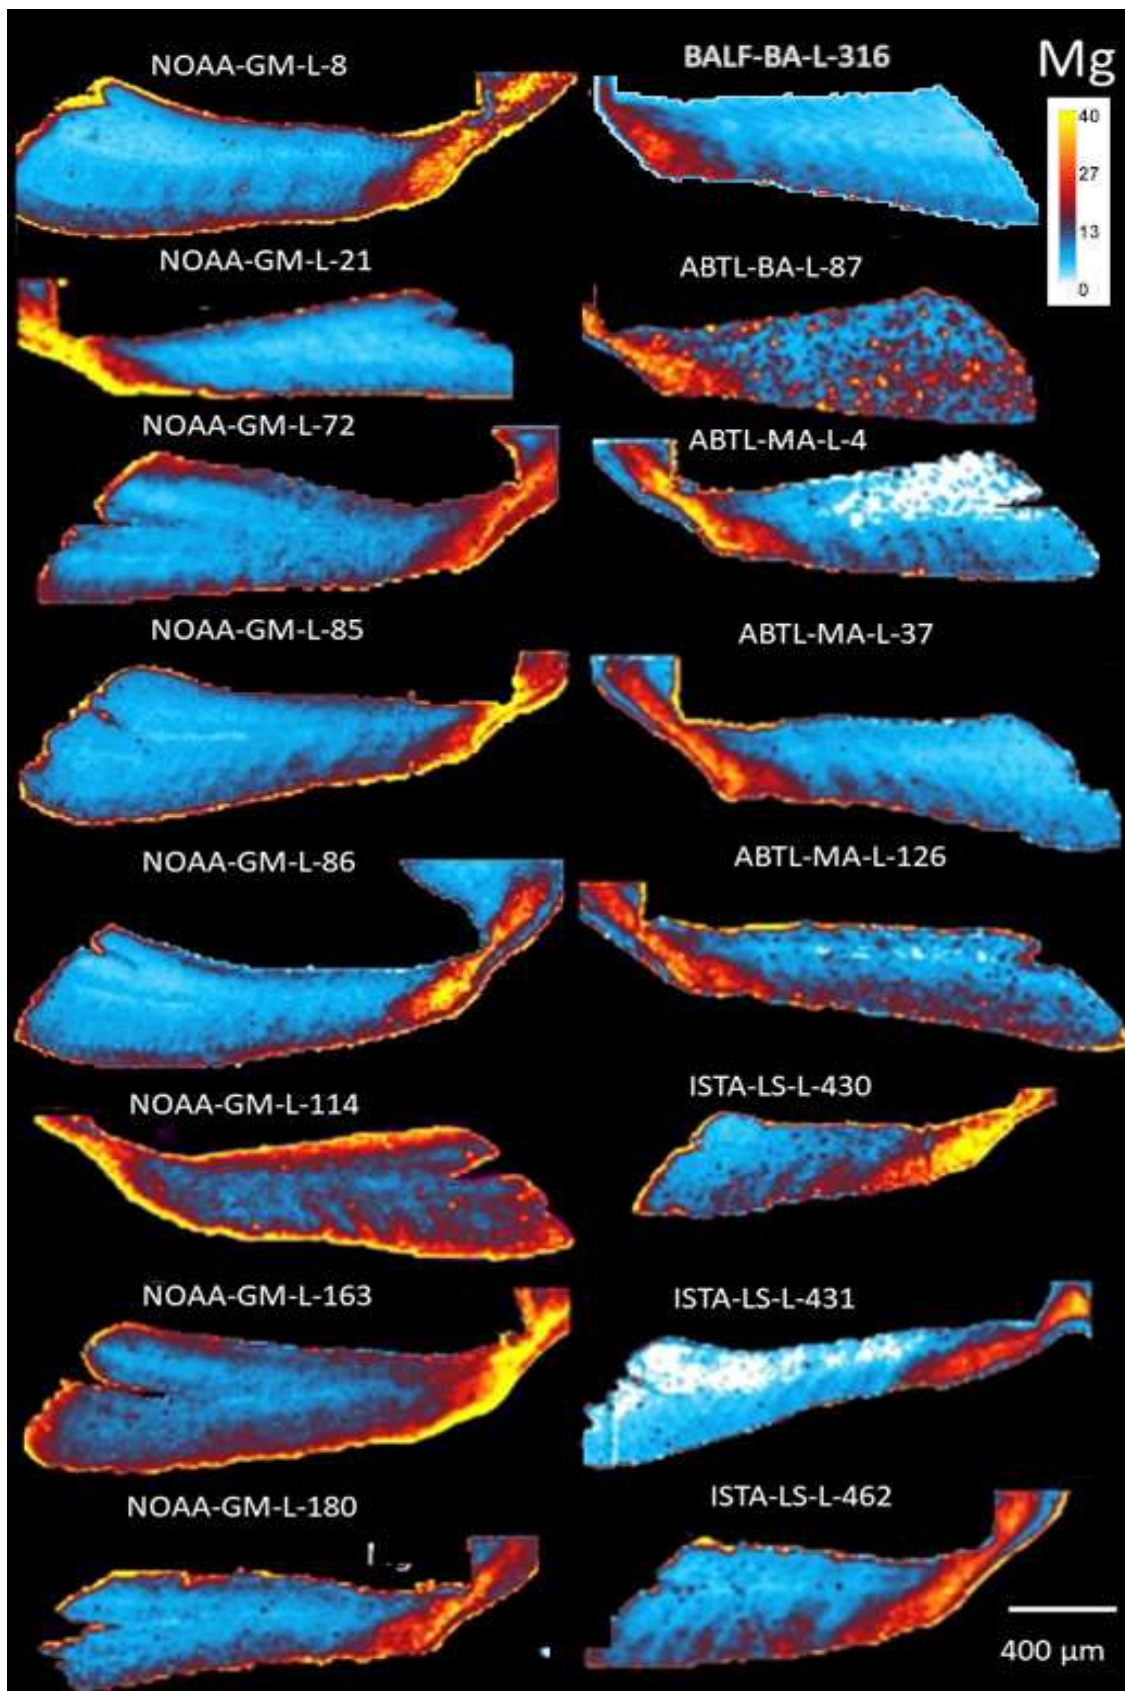 NOAA-GM-L-8
BALF-BA-L-316
Mg
40
27
13
0
NOAA-GM-L-21
ABTL-BA-L-87
NOAA-GM-L-72
ABTL-MA-L-4
NOAA-GM-L-85
ABTL-MA-L-37
NOAA-GM-L-86
ABTL-MA-L-126
NOAA-GM-L-114
ISTA-LS-L-430
NOAA-GM-L-163
ISTA-LS-L-431
NOAA-GM-L-180
ISTA-LS-L-462
400 µm